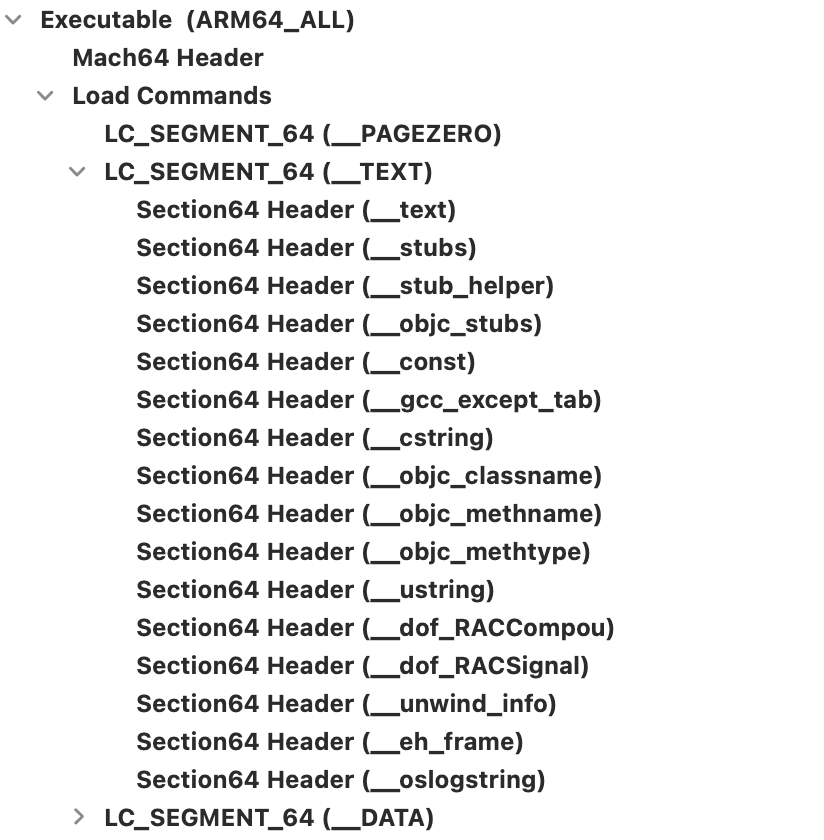 Executable (ARM64_ALL)
Mach64 Header
Load Commands
LC_SEGMENT_64 (__PAGEZERO)
LC_SEGMENT_64 (__TEXT)
Section64 Header (__text)
Section64 Header (__stubs)
Section64 Header (__stub_helper)
Section64 Header (__objc_stubs)
Section64 Header (__const)
Section64 Header (__gcc_except_tab)
Section64 Header (__cstring)
Section64 Header (__objc_classname)
Section64 Header (__objc_methname)
Section64 Header (__objc_methtype)
Section64 Header (__ustring)
Section64 Header (__dof_RACCompou)
Section64 Header (__dof_RACSignal)
Section64 Header (__unwind_info)
Section64 Header (__eh_frame)
Section64 Header (__oslogstring)
LC_SEGMENT_64 (__DATA)